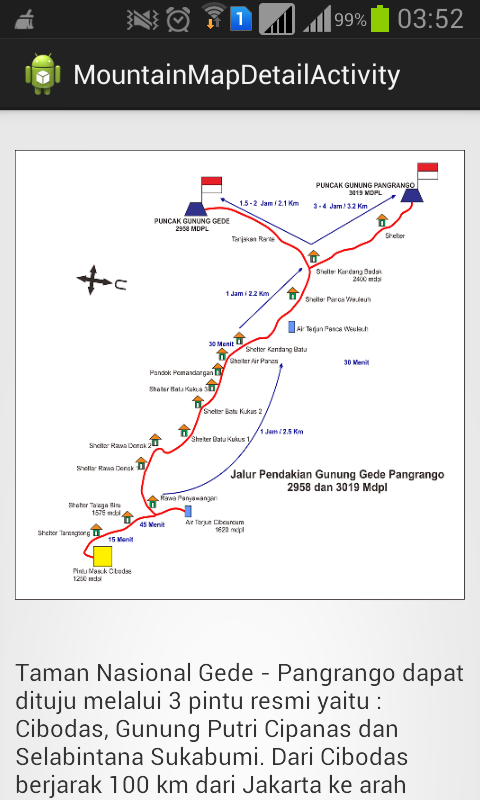 1
99%
03:52
MountainMapDetailActivity
PUNCAK GUNUNG PANGRANGO
3019 MDPL
1.5 - 2 Jam / 2.1 Km
3 - 4 Jam / 3.2 Km
PUNCAK GUNUNG GEDE
2958 MDPL
Tanjakan Rante
Shelter
Shelter Kandang Badak
2400 mdpl
1 Jam / 2.2 Km
Shelter Panca Weuleuh
Air Terjun Panca Weuleuh
30 Menit
Shelter Kandang Batu
Shelter Air Panas
30 Menit
Pondok Pemandangan
Shelter Batu Kukus 3
Shelter Batu Kukus 2
1 Jam / 2.5 Km
Shelter Batu Kukus 1
Shelter Rawa Denok 2
Shelter Rawa Denok 1
Jalur Pendakian Gunung Gede Pangrango
2958 dan 3019 Mdpl
Rawa Panyawangan
Shelter Telaga Biru
1575 mdpl
45 Menit
Air Terjun Cibeureum
1620 mdpl
Shelter Tarengtong
15 Menit
Pintu Masuk Cibodas
1250 mdpl
Taman Nasional Gede - Pangrango dapat
dituju melalui 3 pintu resmi yaitu :
Cibodas, Gunung Putri Cipanas dan
Selabintana Sukabumi. Dari Cibodas
berjarak 100 km dari Jakarta ke arah